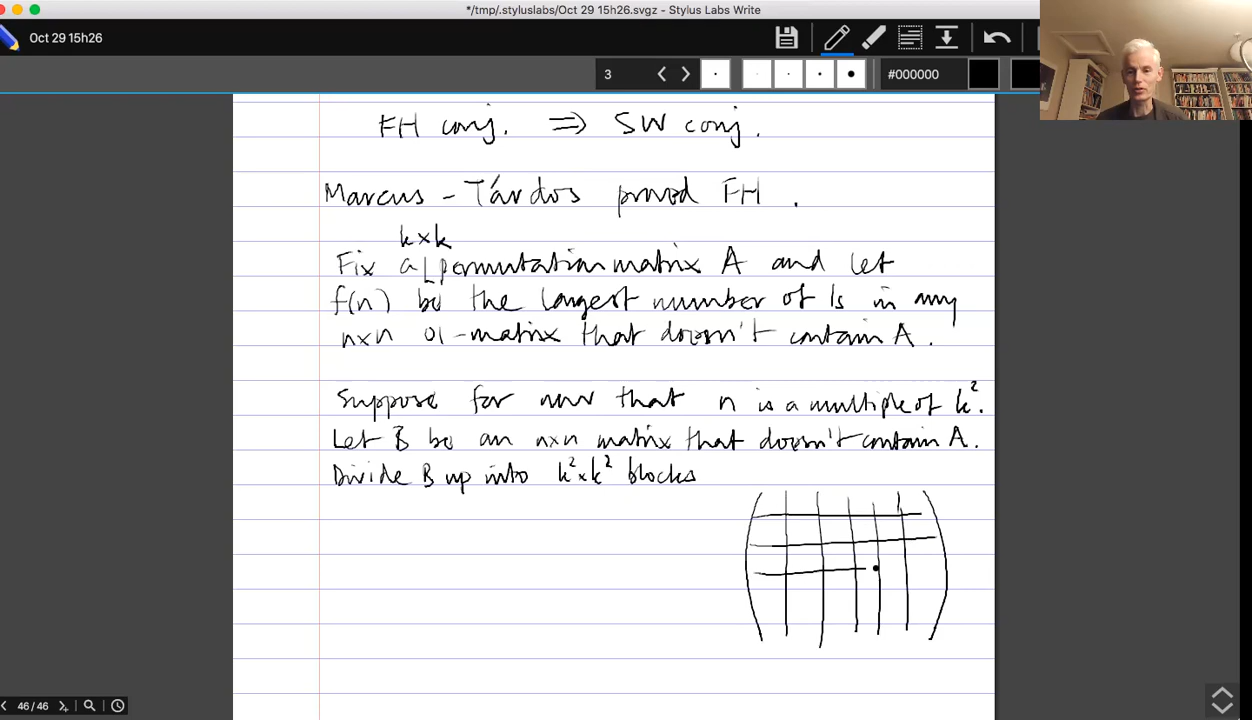 */tmp/.styluslabs/Oct 29 15h26.svgz - Stylus Labs Write
Oct 29 15h26
3
#000000
FH conj. ⇒ SW conj.
Marcus - Tárdos proved FH.
k×k
Fix a permutation matrix A and let
f(n) be the largest number of 1s in any
n×n 01-matrix that doesn't contain A.
Suppose for now that n is a multiple of k².
Let B be an n×n matrix that doesn't contain A.
Divide B up into k²×k² blocks
46/46